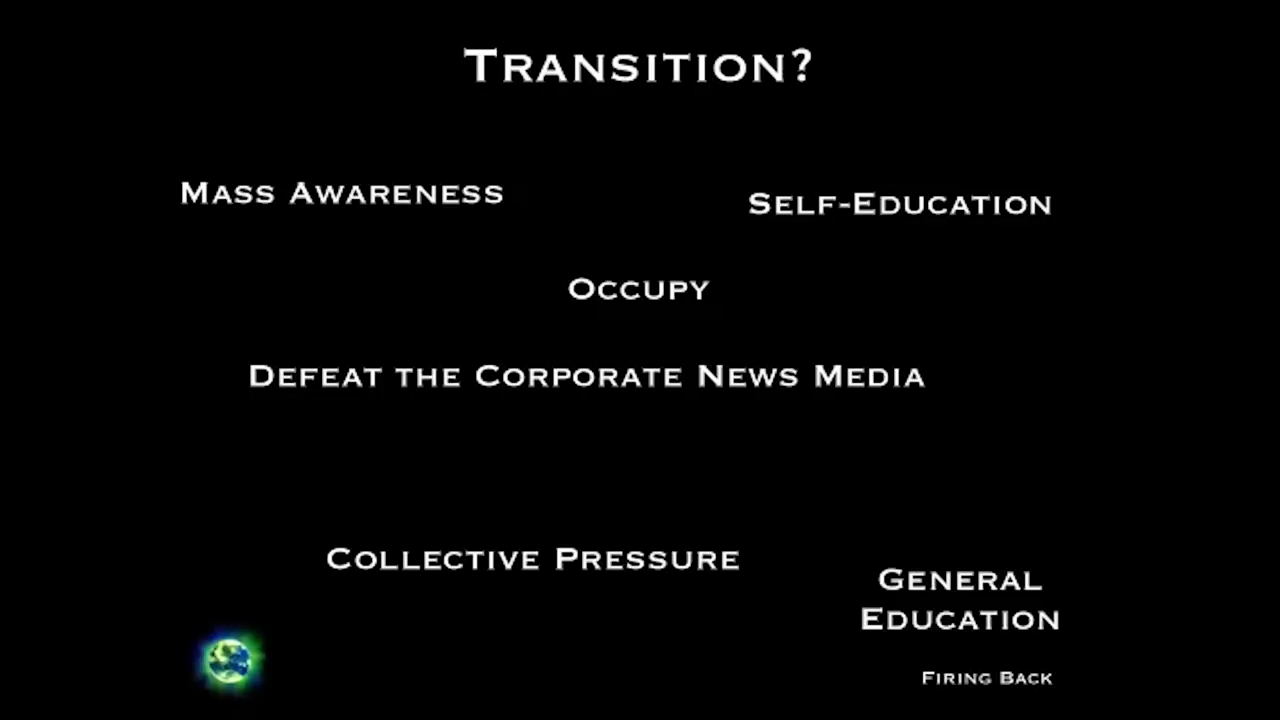 Transition?
Mass Awareness
Self-Education
Occupy
Defeat the Corporate News Media
Collective Pressure
General
Education
Firing Back